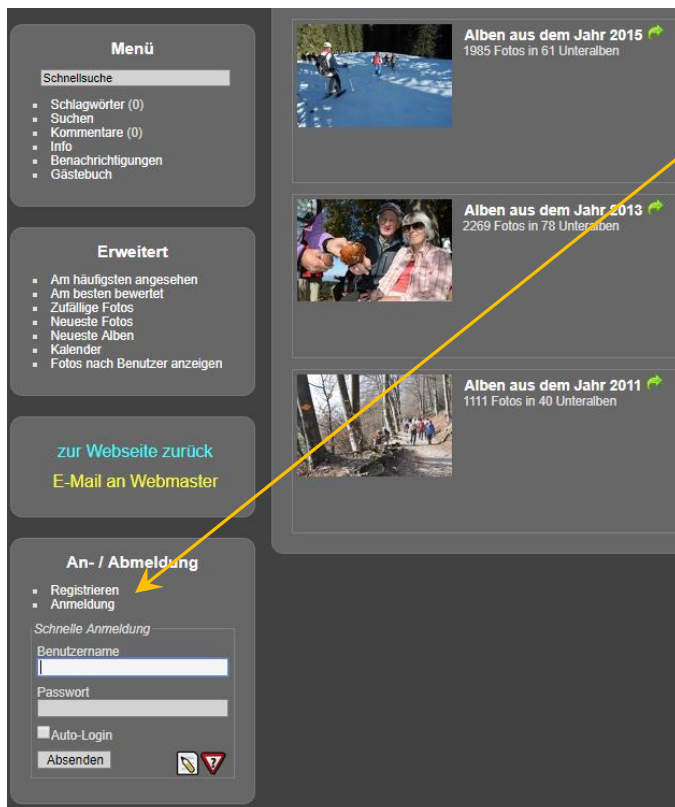 Menü
Schnellsuche
Schlagwörter (0)
Suchen
Kommentare (0)
Info
Benachrichtigungen
Gästebuch
Erweitert
Am häufigsten angesehen
Am besten bewertet
Zufällige Fotos
Neueste Fotos
Neueste Alben
Kalender
Fotos nach Benutzer anzeigen
zur Webseite zurück
E-Mail an Webmaster
An- / Abmeldung
Registrieren
Anmeldung
Schnelle Anmeldung
Benutzername
Passwort
Auto-Login
Absenden
?
Alben aus dem Jahr 2015
1985 Fotos in 61 Unteralben
Alben aus dem Jahr 2013
2269 Fotos in 78 Unteralben
Alben aus dem Jahr 2011
1111 Fotos in 40 Unteralben